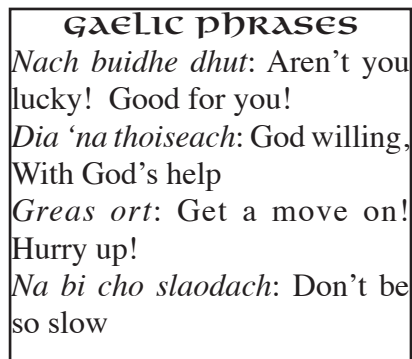 GAELIC PHRASES
Nach buidhe dhut: Aren't you
lucky!  Good for you!
Dia ‘na thoiseach: God willing,
With God's help
Greas ort: Get a move on!
Hurry up!
Na bi cho slaodach: Don't be
so slow